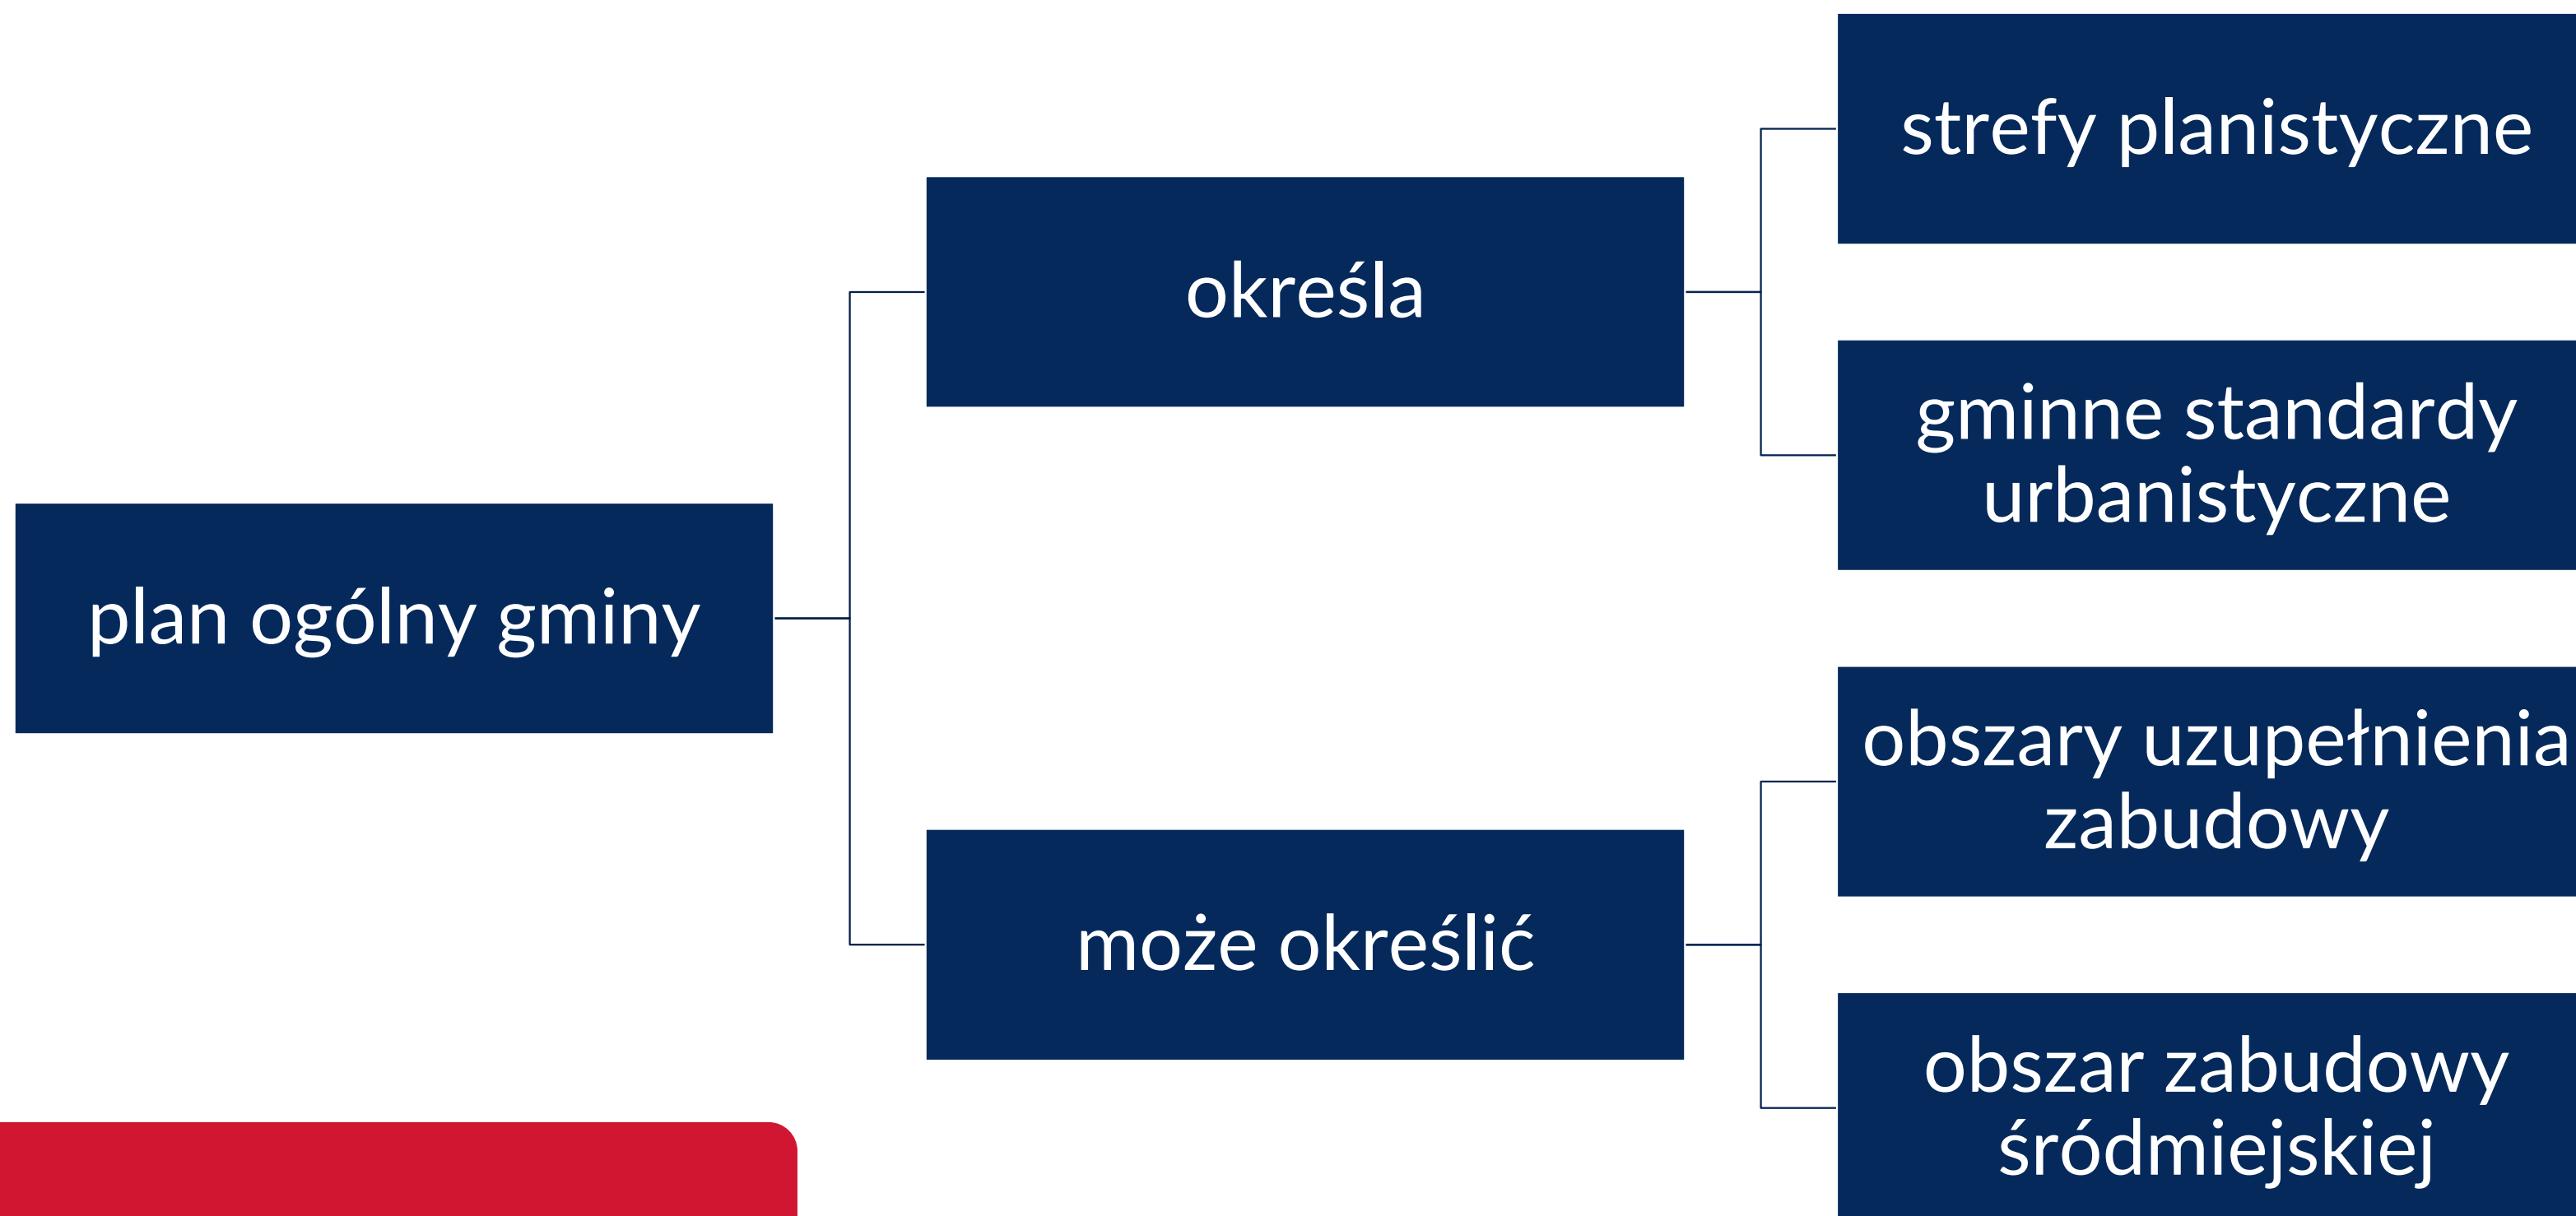 plan ogólny gminy
określa
strefy planistyczne
gminne standardy
urbanistyczne
może określić
obszary uzupełnienia
zabudowy
obszar zabudowy
śródmiejskiej